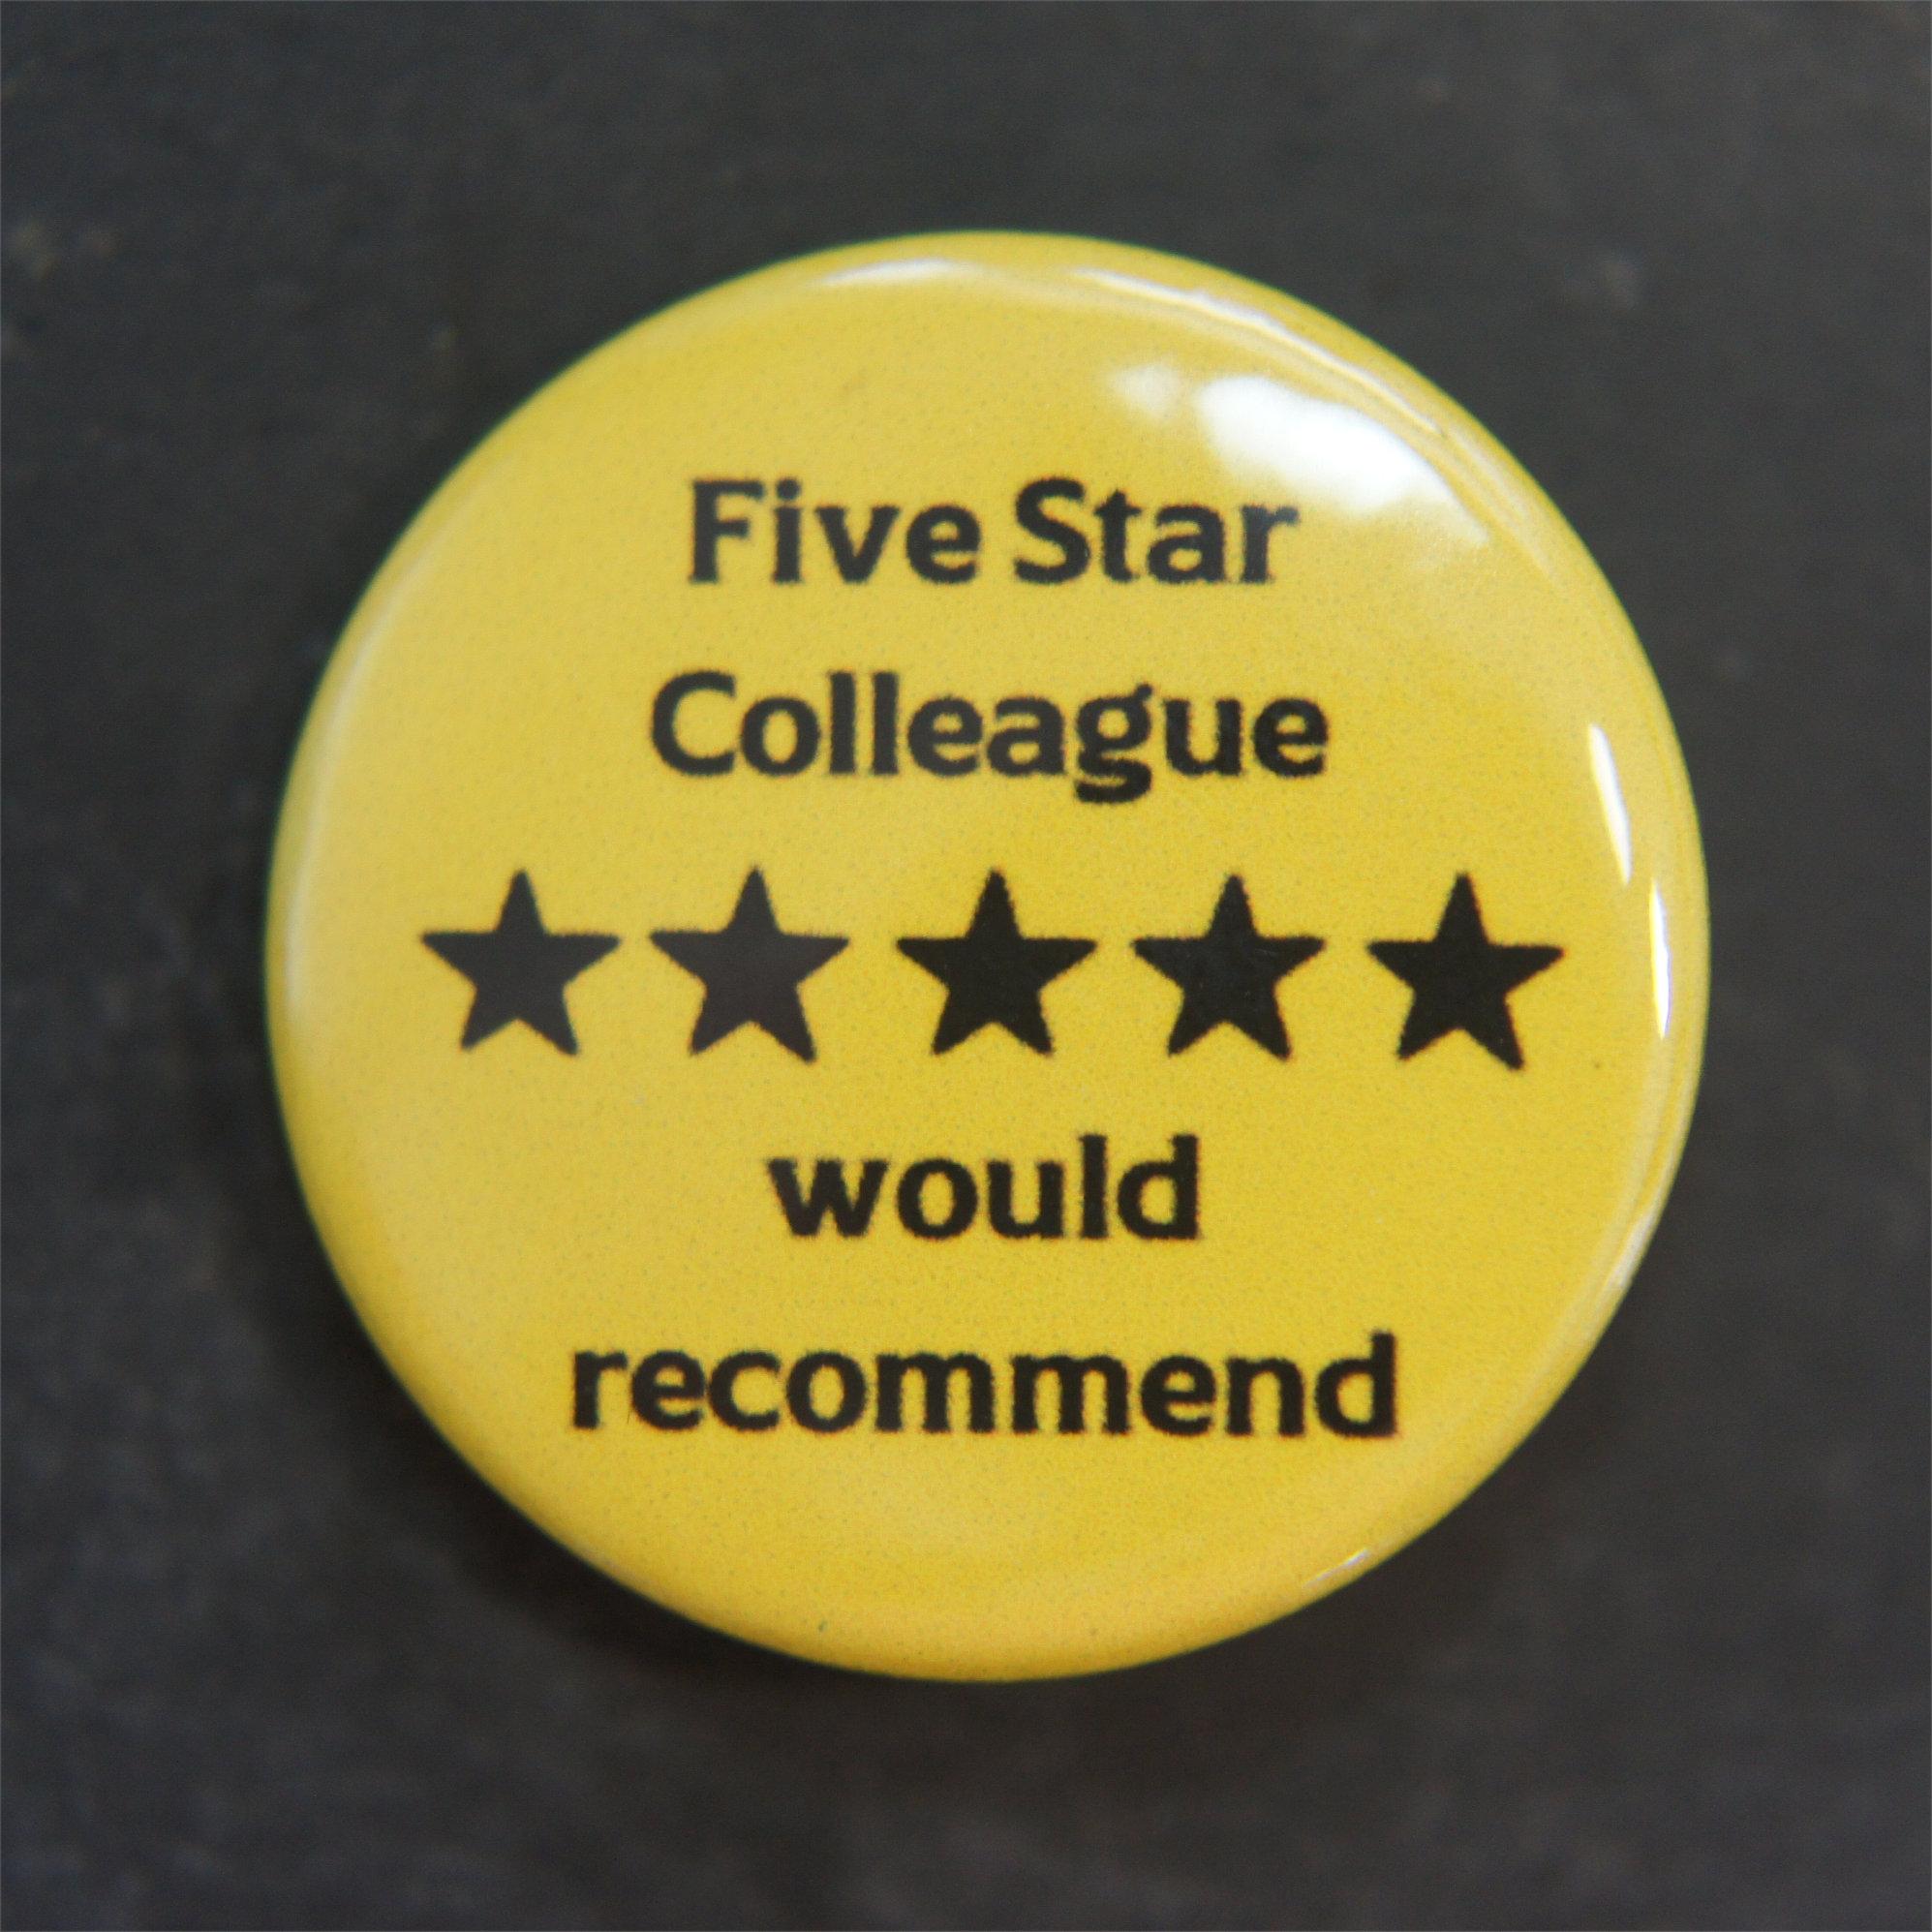 Five Star
Colleague
★★★★★
would
recommend